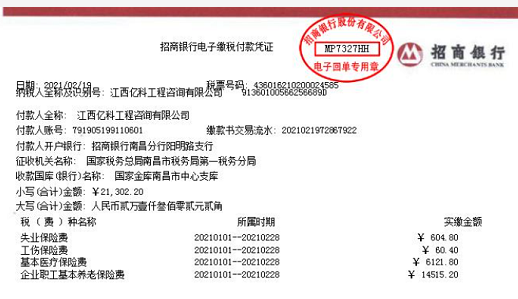 招商银行股份有限公司
MP7327HH
电子回单专用章
招商银行
CHINA MERCHANTS BANK
招商银行电子缴税付款凭证
日期：2021/02/19 税票号码：436016210200024585
纳税人全称及识别号：江西亿科工程咨询有限公司 91360100566256689D
付款人全称：江西亿科工程咨询有限公司
付款人账号：791905199110601 缴款书交易流水：2021021972867922
付款人开户银行：招商银行南昌分行阳明路支行
征收机关名称：国家税务总局南昌市税务局第一税务分局
收款国库(银行)名称：国家金库南昌市中心支库
小写(合计)金额：￥21,302.20
大写(合计)金额：人民币贰万壹仟叁佰零贰元贰角
税（费）种名称 所属时期 实缴金额
失业保险费 20210101--20210228 ￥ 604.80
工伤保险费 20210101--20210228 ￥ 60.40
基本医疗保险费 20210101--20210228 ￥ 6121.80
企业职工基本养老保险费 20210101--20210228 ￥ 14515.20